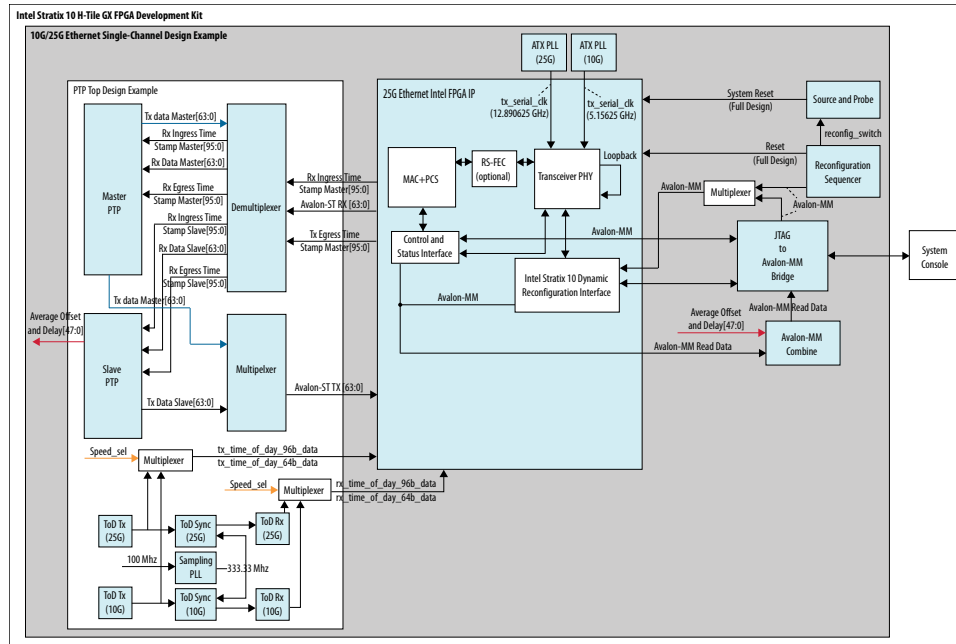 Intel Stratix 10 H-Tile GX FPGA Development Kit
10G/25G Ethernet Single-Channel Design Example
ATX PLL
(25G)
ATX PLL
(10G)
PTP Top Design Example
25G Ethernet Intel FPGA IP
tx_serial_clk
(12.890625 GHz)
tx_serial_clk
(5.15625 GHz)
System Reset
(Full Design)
Source and Probe
reconfig_switch
Reset
(Full Design)
Reconfiguration
Sequencer
Tx data Master[63:0]
Rx Ingress Time
Stamp Master[95:0]
Rx Data Master[63:0]
Rx Egress Time
Stamp Master[95:0]
Rx Ingress Time
Stamp Slave[95:0]
Rx Data Slave[63:0]
Rx Egress Time
Stamp Slave[95:0]
Master
PTP
Demultiplexer
Rx Ingress Time
Stamp Master[95:0]
Avalon-ST RX [63:0]
Tx Egress Time
Stamp Master[95:0]
MAC+PCS
RS-FEC
(optional)
Transceiver PHY
Loopback
Avalon-MM
Multiplexer
Avalon-MM
Control and
Status Interface
Avalon-MM
JTAG
to
Avalon-MM
Bridge
System
Console
Intel Stratix 10 Dynamic
Reconfiguration Interface
Avalon-MM
Tx data Master[63:0]
Average Offset
and Delay[47:0]
Slave
PTP
Multipelxer
Avalon-ST TX [63:0]
Tx Data Slave[63:0]
Avalon-MM Read Data
Average Offset
and Delay[47:0]
Avalon-MM Read Data
Avalon-MM
Combine
Speed_sel
Multiplexer
tx_time_of_day_96b_data
tx_time_of_day_64b_data
Speed_sel
Multiplexer
rx_time_of_day_96b_data
rx_time_of_day_64b_data
ToD Tx
(25G)
ToD Sync
(25G)
ToD Rx
(25G)
100 Mhz
Sampling
PLL
333.33 Mhz
ToD Tx
(10G)
ToD Sync
(10G)
ToD Rx
(10G)